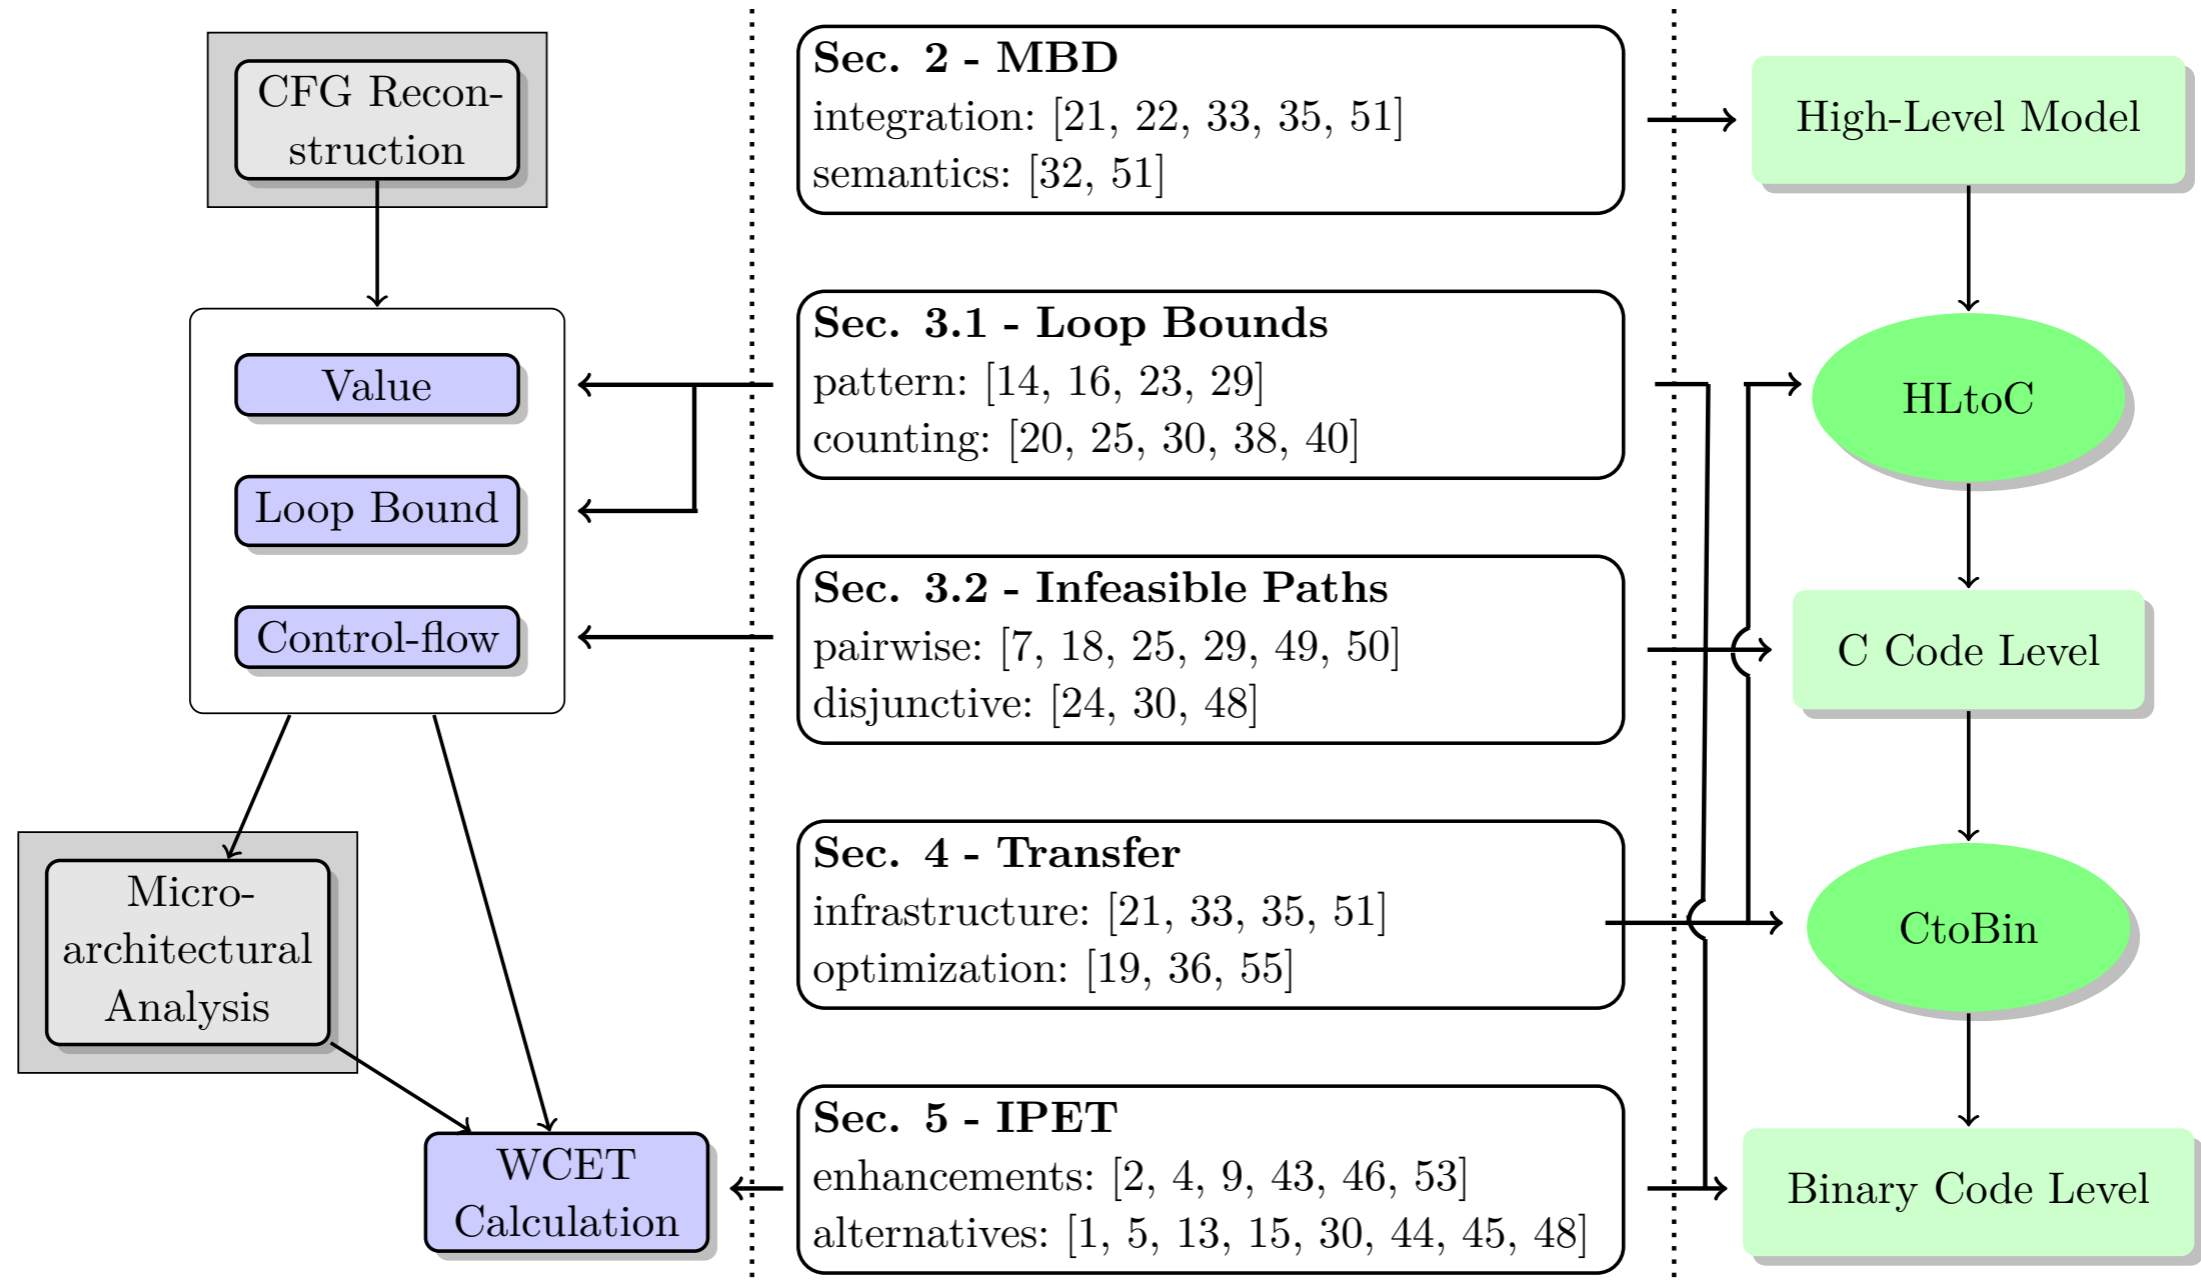 CFG Recon-
struction
Value
Loop Bound
Control-flow
Micro-
architectural
Analysis
WCET
Calculation
Sec. 2 - MBD
integration: [21, 22, 33, 35, 51]
semantics: [32, 51]
Sec. 3.1 - Loop Bounds
pattern: [14, 16, 23, 29]
counting: [20, 25, 30, 38, 40]
Sec. 3.2 - Infeasible Paths
pairwise: [7, 18, 25, 29, 49, 50]
disjunctive: [24, 30, 48]
Sec. 4 - Transfer
infrastructure: [21, 33, 35, 51]
optimization: [19, 36, 55]
Sec. 5 - IPET
enhancements: [2, 4, 9, 43, 46, 53]
alternatives: [1, 5, 13, 15, 30, 44, 45, 48]
High-Level Model
HLtoC
C Code Level
CtoBin
Binary Code Level